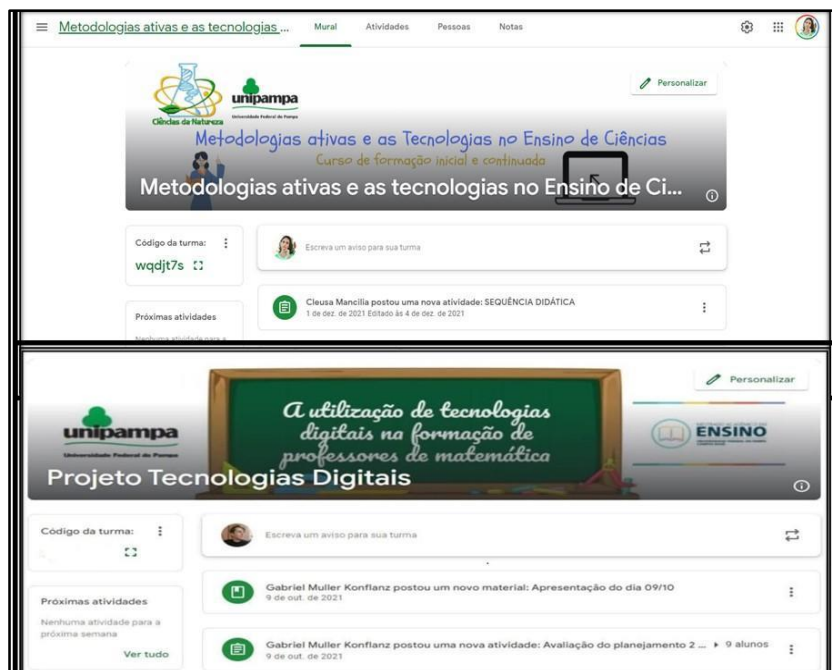 Metodologias ativas e as tecnologias ...
Mural Atividades Pessoas Notas
Ciências da Natureza
unipampa
Universidade Federal do Pampa
Personalizar
Metodologias ativas e as Tecnologias no Ensino de Ciências
Curso de formação inicial e continuada
Metodologias ativas e as tecnologias no Ensino de Ci...
Código da turma:
wqdjt7s
Escreva um aviso para sua turma
Cleusa Mancilia postou uma nova atividade: SEQUÊNCIA DIDÁTICA
1 de dez. de 2021 Editado às 4 de dez. de 2021
Próximas atividades
Nenhuma atividade para a
Personalizar
A utilização de tecnologias
digitais na formação de
professores de matemática
unipampa
Universidade Federal do Pampa
ENSINO
Projeto Tecnologias Digitais
Código da turma:
Escreva um aviso para sua turma
Gabriel Muller Konflanz postou um novo material: Apresentação do dia 09/10
9 de out. de 2021
Próximas atividades
Nenhuma atividade para a
próxima semana
Ver tudo
Gabriel Muller Konflanz postou uma nova atividade: Avaliação do planejamento 2 ... 9 alunos
9 de out. de 2021